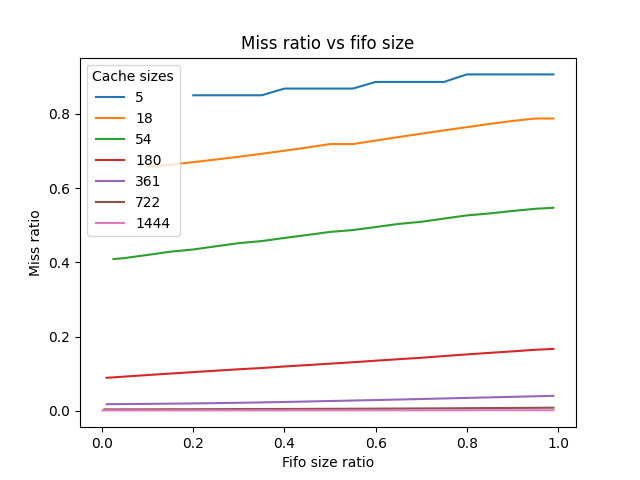 Miss ratio vs fifo size
Cache sizes
5
18
54
180
361
722
1444
Miss ratio
0.8
0.6
0.4
0.2
0.0
0.0 0.2 0.4 0.6 0.8 1.0
Fifo size ratio